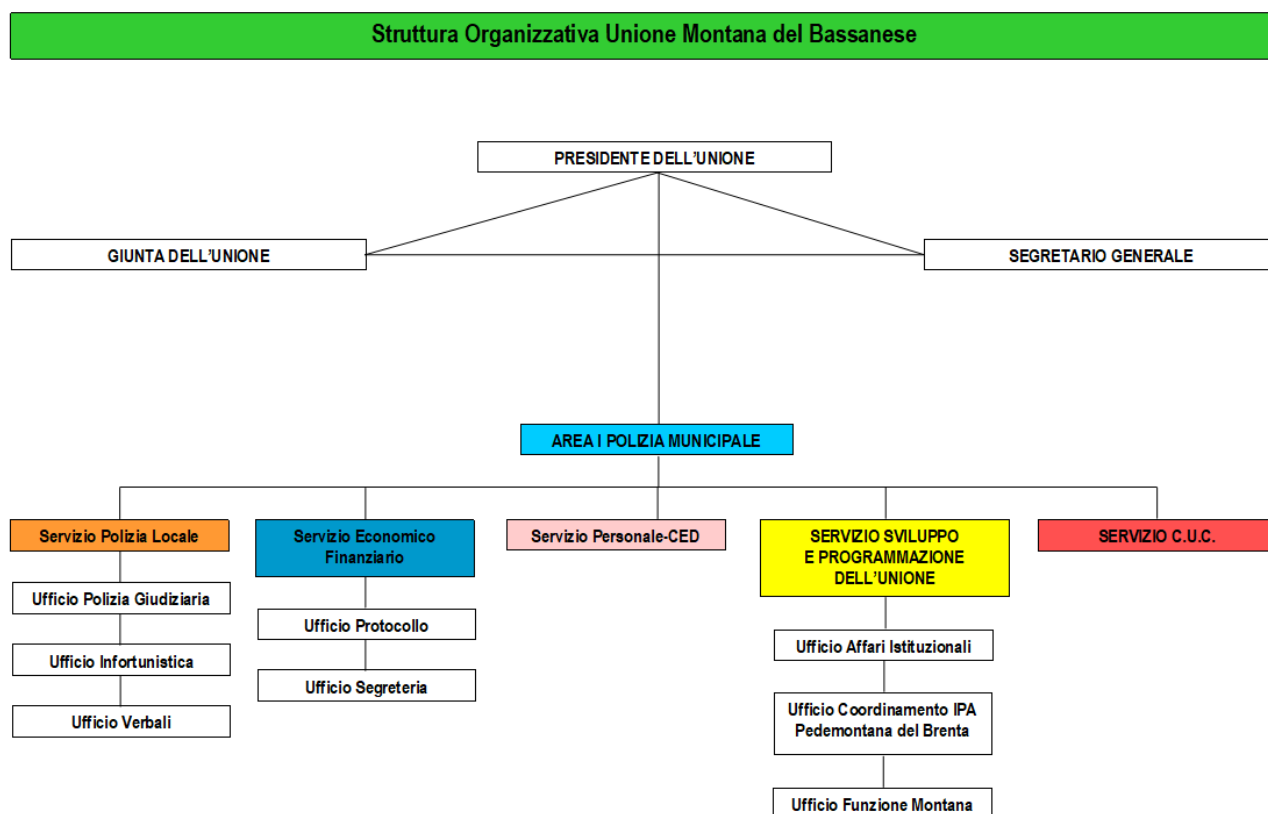 Struttura Organizzativa Unione Montana del Bassanese
PRESIDENTE DELL'UNIONE
GIUNTA DELL'UNIONE
SEGRETARIO GENERALE
AREA I POLIZIA MUNICIPALE
Servizio Polizia Locale
Servizio Economico
Finanziario
Servizio Personale-CED
SERVIZIO SVILUPPO
E PROGRAMMAZIONE
DELL'UNIONE
SERVIZIO C.U.C.
Ufficio Polizia Giudiziaria
Ufficio Infortunistica
Ufficio Verbali
Ufficio Protocollo
Ufficio Segreteria
Ufficio Affari Istituzionali
Ufficio Coordinamento IPA
Pedemontana del Brenta
Ufficio Funzione Montana